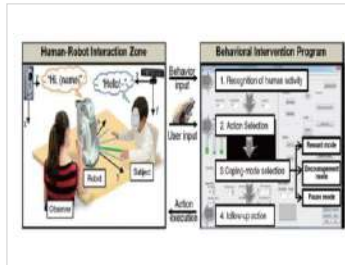 Human-Robot Interaction Zone
"Hi, (name)"
"Hello!"
Robot
Subject
Observer
Behavior
input
User input
Action
execution
Behavioral Intervention Program
1. Recognition of human activity
2. Action Selection
3. Coping-mode selection
Reward mode
Encouragement
mode
Pause mode
4. follow-up action